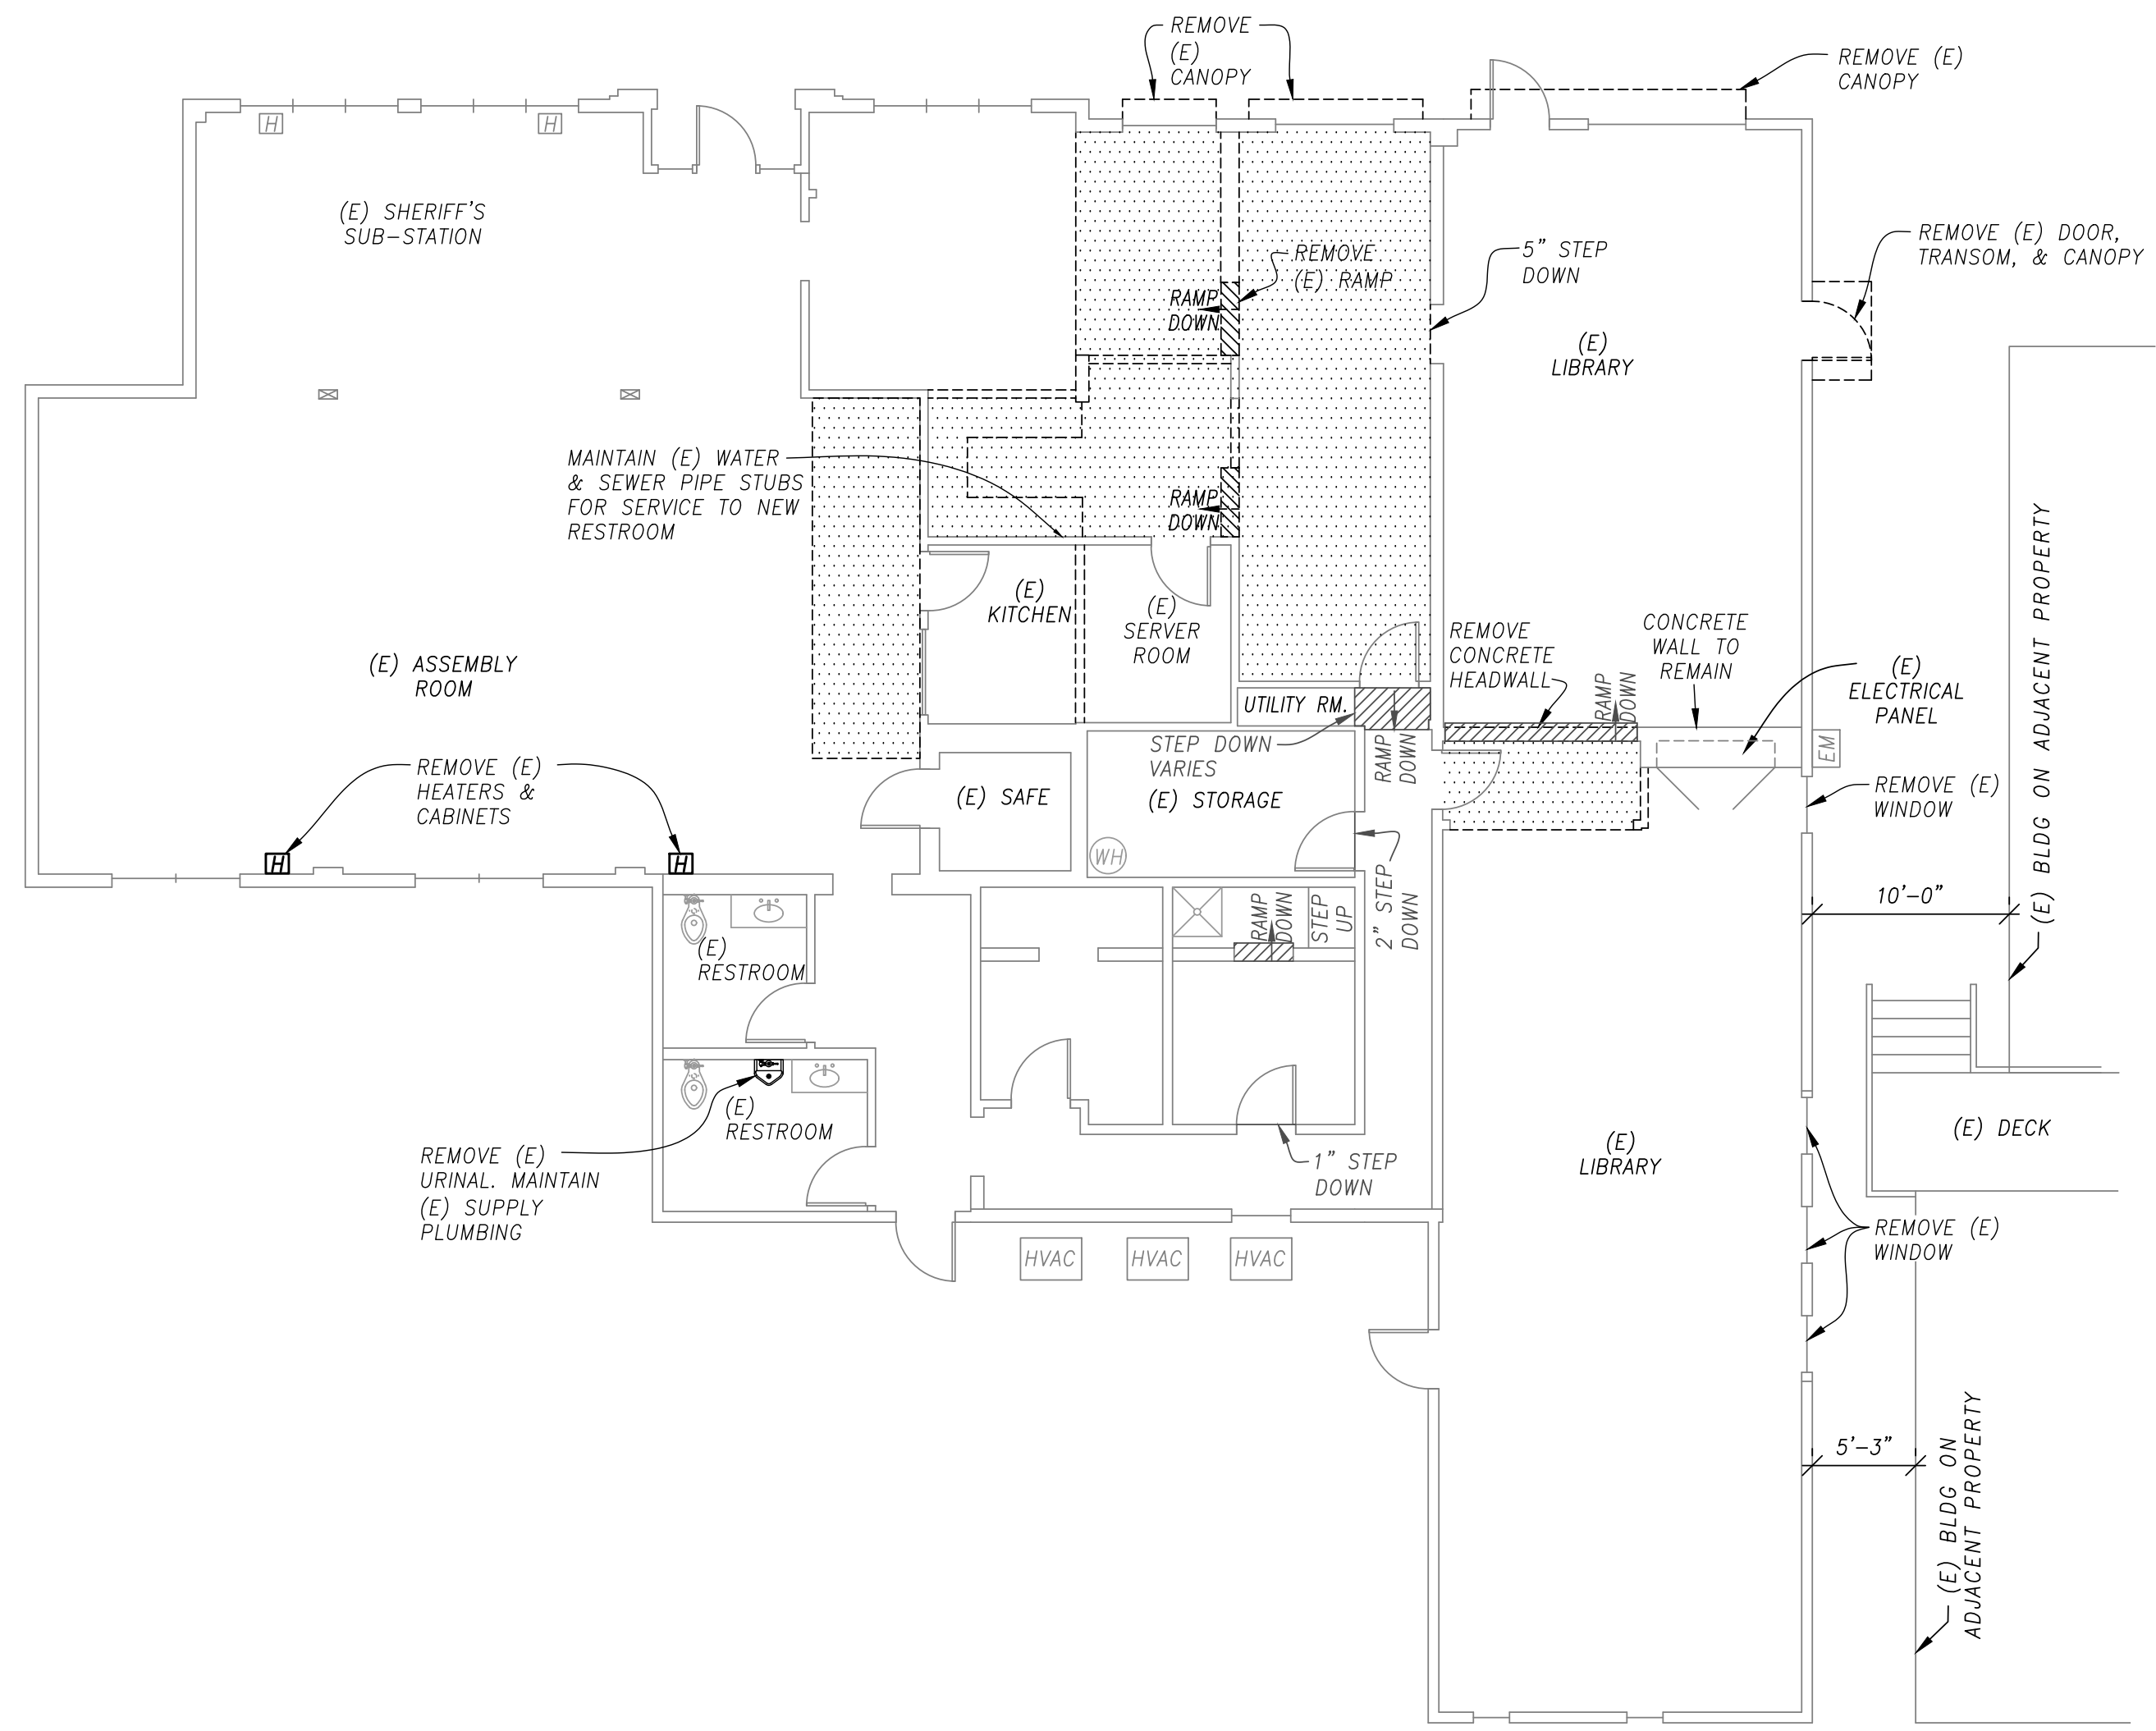 REMOVE
(E)
CANOPY
REMOVE (E)
CANOPY
H
H
(E) SHERIFF'S
SUB-STATION
REMOVE
(E) RAMP
5" STEP
DOWN
REMOVE (E) DOOR,
TRANSOM, & CANOPY
RAMP
DOWN
(E)
LIBRARY
MAINTAIN (E) WATER
& SEWER PIPE STUBS
FOR SERVICE TO NEW
RESTROOM
RAMP
DOWN
(E)
KITCHEN
(E)
SERVER
ROOM
REMOVE
CONCRETE
HEADWALL
CONCRETE
WALL TO
REMAIN
RAMP
DOWN
(E)
ELECTRICAL
PANEL
(E) BLDG ON ADJACENT PROPERTY
(E) ASSEMBLY
ROOM
UTILITY RM.
STEP DOWN
VARIES
RAMP
DOWN
EM
REMOVE (E)
HEATERS &
CABINETS
(E) SAFE
(E) STORAGE
REMOVE (E)
WINDOW
WH
H
H
2" STEP
DOWN
10'-0"
RAMP
DOWN
STEP
UP
(E)
RESTROOM
(E)
RESTROOM
(E) DECK
REMOVE (E)
URINAL. MAINTAIN
(E) SUPPLY
PLUMBING
1" STEP
DOWN
(E)
LIBRARY
REMOVE (E)
WINDOW
HVAC
HVAC
HVAC
5'-3"
(E) BLDG ON
ADJACENT PROPERTY